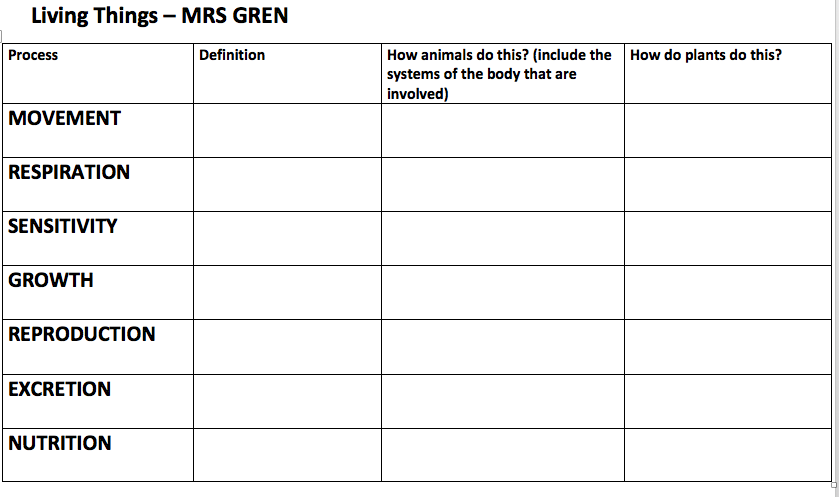 Living Things – MRS GREN
Process
Definition
How animals do this? (include the
systems of the body that are
involved)
How do plants do this?
MOVEMENT
RESPIRATION
SENSITIVITY
GROWTH
REPRODUCTION
EXCRETION
NUTRITION